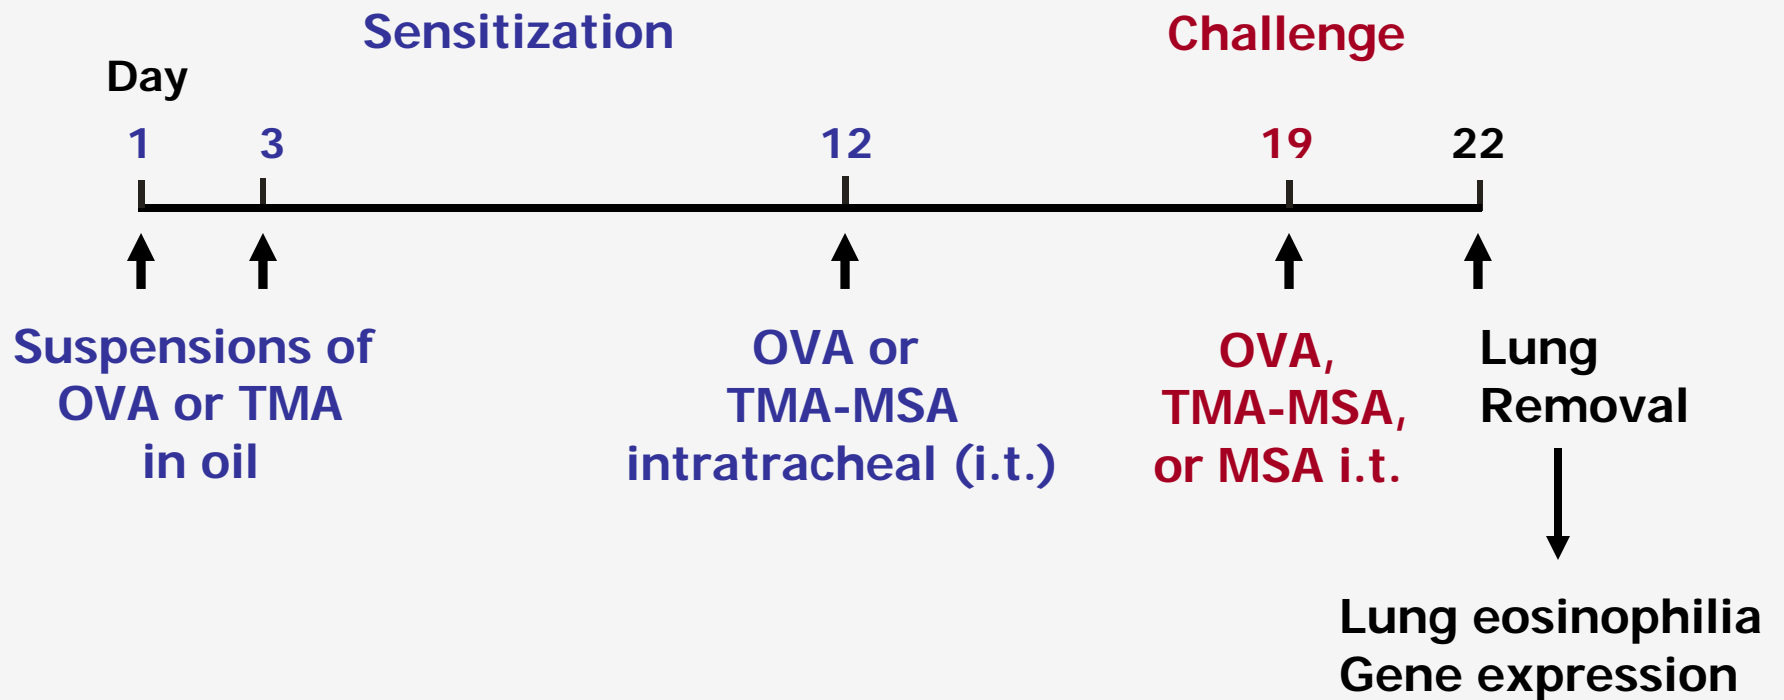 Sensitization
Challenge
Day
1
3
12
19
22
Suspensions of
OVA or TMA
in oil
OVA or
TMA-MSA
intratracheal (i.t.)
OVA,
TMA-MSA,
or MSA i.t.
Lung
Removal
Lung eosinophilia
Gene expression